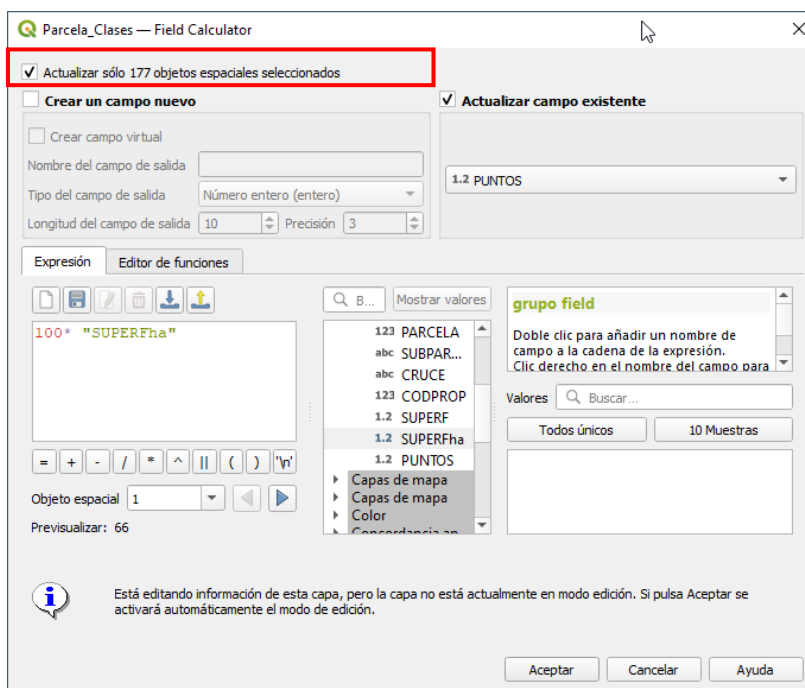 Parcela_Clases — Field Calculator
Actualizar sólo 177 objetos espaciales seleccionados
Crear un campo nuevo
Crear campo virtual
Nombre del campo de salida
Tipo del campo de salida Número entero (entero)
Longitud del campo de salida 10 Precisión 3
Actualizar campo existente
1.2 PUNTOS
Expresión Editor de funciones
100* "SUPERFha"
= + - / * ^ || ( ) '\n'
Objeto espacial 1
Previsualizar: 66
B... Mostrar valores
123 PARCELA
abc SUBPAR...
abc CRUCE
123 CODPROP
1.2 SUPERF
1.2 SUPERFha
1.2 PUNTOS
Capas de mapa
Capas de mapa
Color
Concordancia ap
grupo field
Doble clic para añadir un nombre de
campo a la cadena de la expresión.
Clic derecho en el nombre del campo para
Valores Buscar...
Todos únicos 10 Muestras
Está editando información de esta capa, pero la capa no está actualmente en modo edición. Si pulsa Aceptar se
activará automáticamente el modo de edición.
Aceptar Cancelar Ayuda